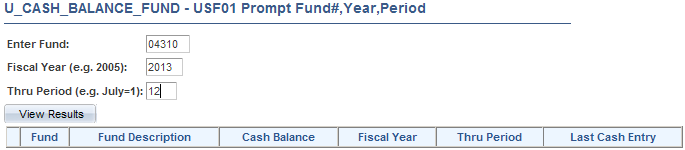 U_CASH_BALANCE_FUND - USF01 Prompt Fund#,Year,Period
Enter Fund: 04310
Fiscal Year (e.g. 2005): 2013
Thru Period (e.g. July=1): 12
View Results
Fund Fund Description Cash Balance Fiscal Year Thru Period Last Cash Entry